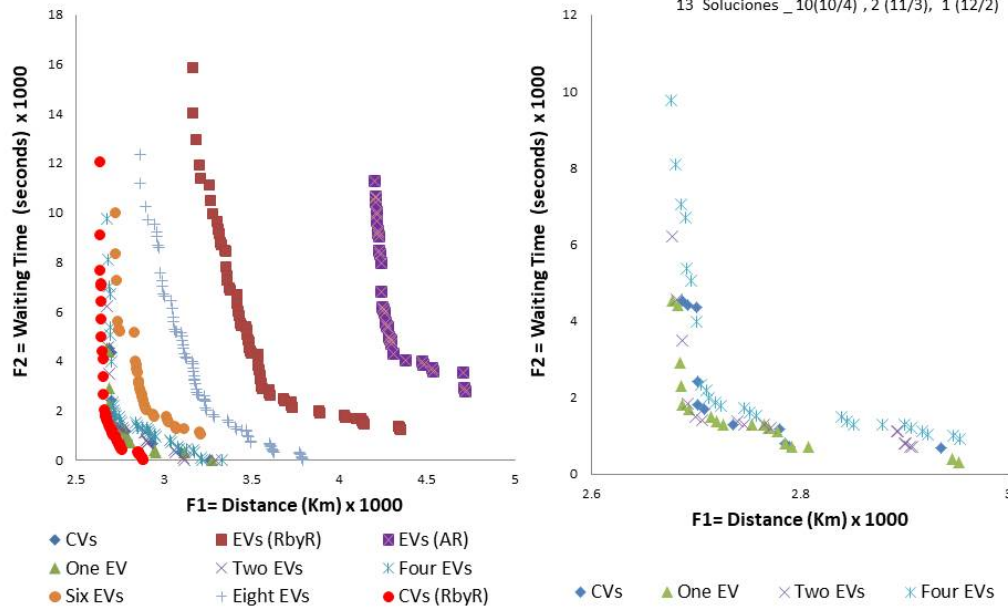 13 Soluciones _ 10(10/4) , 2 (11/3), 1 (12/2)
F2 = Waiting Time (seconds) x 1000
18
16
14
12
10
8
6
4
2
0
2.5 3 3.5 4 4.5 5
F1= Distance (Km) x 1000
CVs EVs (RbyR) EVs (AR)
One EV Two EVs Four EVs
Six EVs Eight EVs CVs (RbyR)
F2 = Waiting Time (seconds) x 1000
12
10
8
6
4
2
0
2.6 2.8 3
F1= Distance (Km) x 1000
CVs One EV Two EVs Four EVs